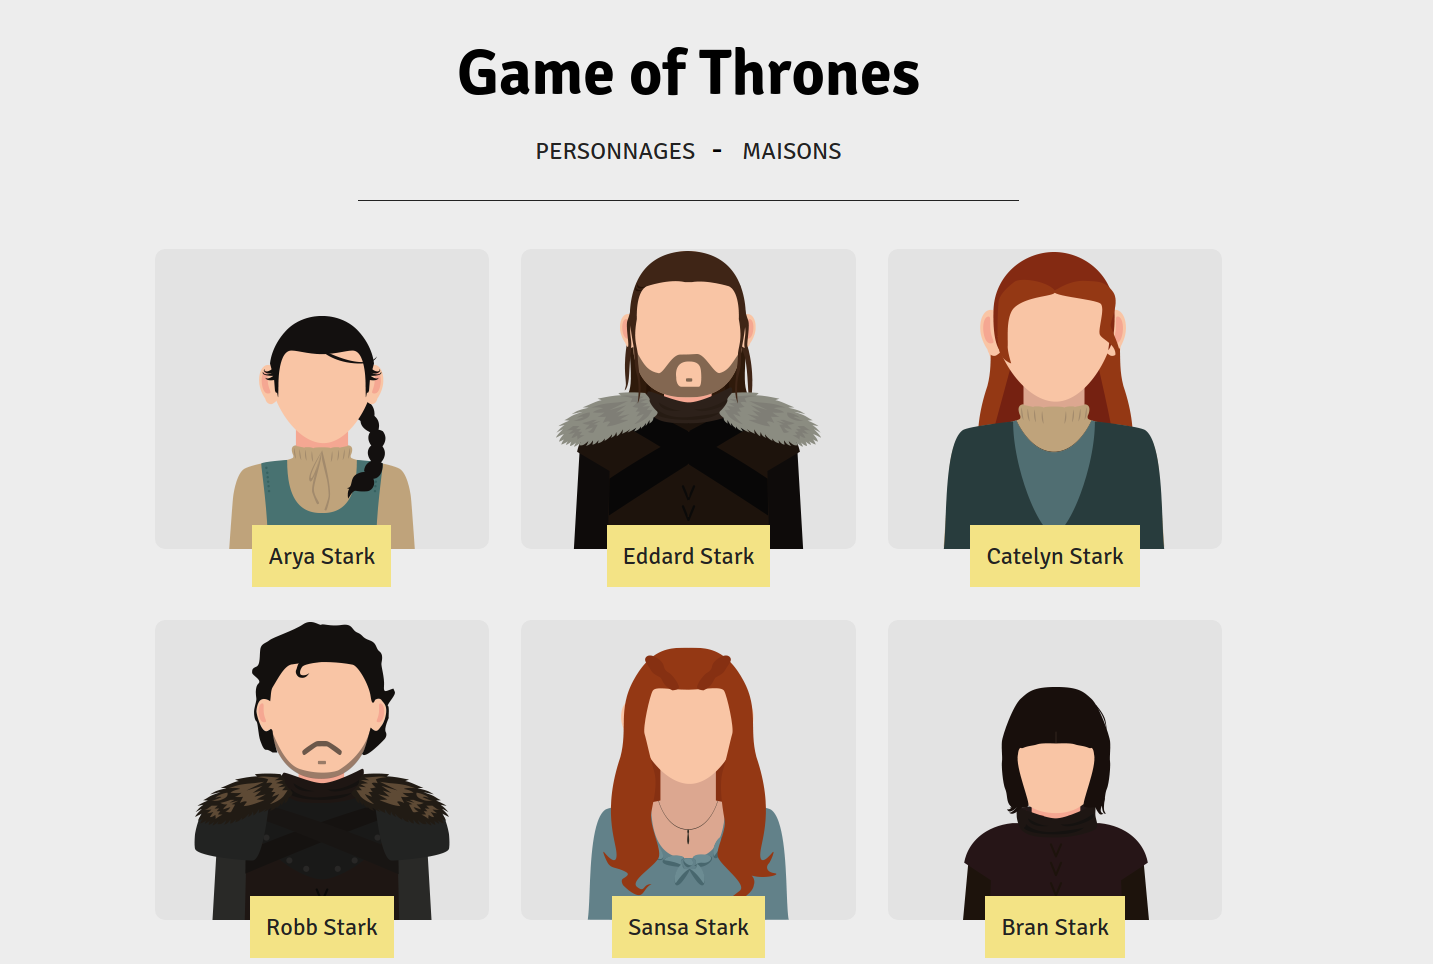 Game of Thrones
PERSONNAGES - MAISONS
Arya Stark
Eddard Stark
Catelyn Stark
Robb Stark
Sansa Stark
Bran Stark